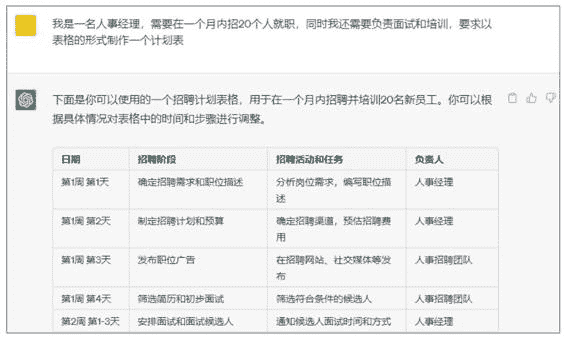 我是一名人事经理，需要在一个月内招20个人就职，同时我还需要负责面试和培训，要求以
表格的形式制作一个计划表
下面是你可以使用的一个招聘计划表格，用于在一个月内招聘并培训20名新员工。你可以根
据具体情况对表格中的时间和步骤进行调整。
日期 招聘阶段 招聘活动和任务 负责人
第1周 第1天 确定招聘需求和职位描述 分析岗位需求，编写职位描 人事经理
述
第1周 第2天 制定招聘计划和预算 确定招聘渠道，预估招聘费 人事经理
用
第1周 第3天 发布职位广告 在招聘网站、社交媒体等发 人事招聘团队
布
第1周 第4天 筛选简历和初步面试 筛选符合条件的候选人 人事招聘团队
第2周 第1-3天 安排面试和面试候选人 通知候选人面试时间和方式 人事经理